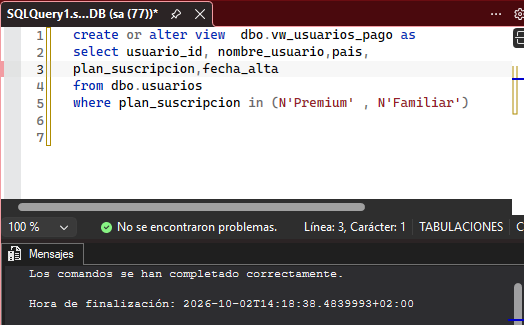 SQLQuery1.s...DB (sa (77))*
1 create or alter view  dbo.vw_usuarios_pago as
2 select usuario_id, nombre_usuario,pais,
3 plan_suscripcion,fecha_alta
4 from dbo.usuarios
5 where plan_suscripcion in (N'Premium' , N'Familiar')
6
7
100 % No se encontraron problemas. Línea: 3, Carácter: 1 TABULACIONES C
Mensajes
Los comandos se han completado correctamente.
Hora de finalización: 2026-10-02T14:18:38.4839993+02:00